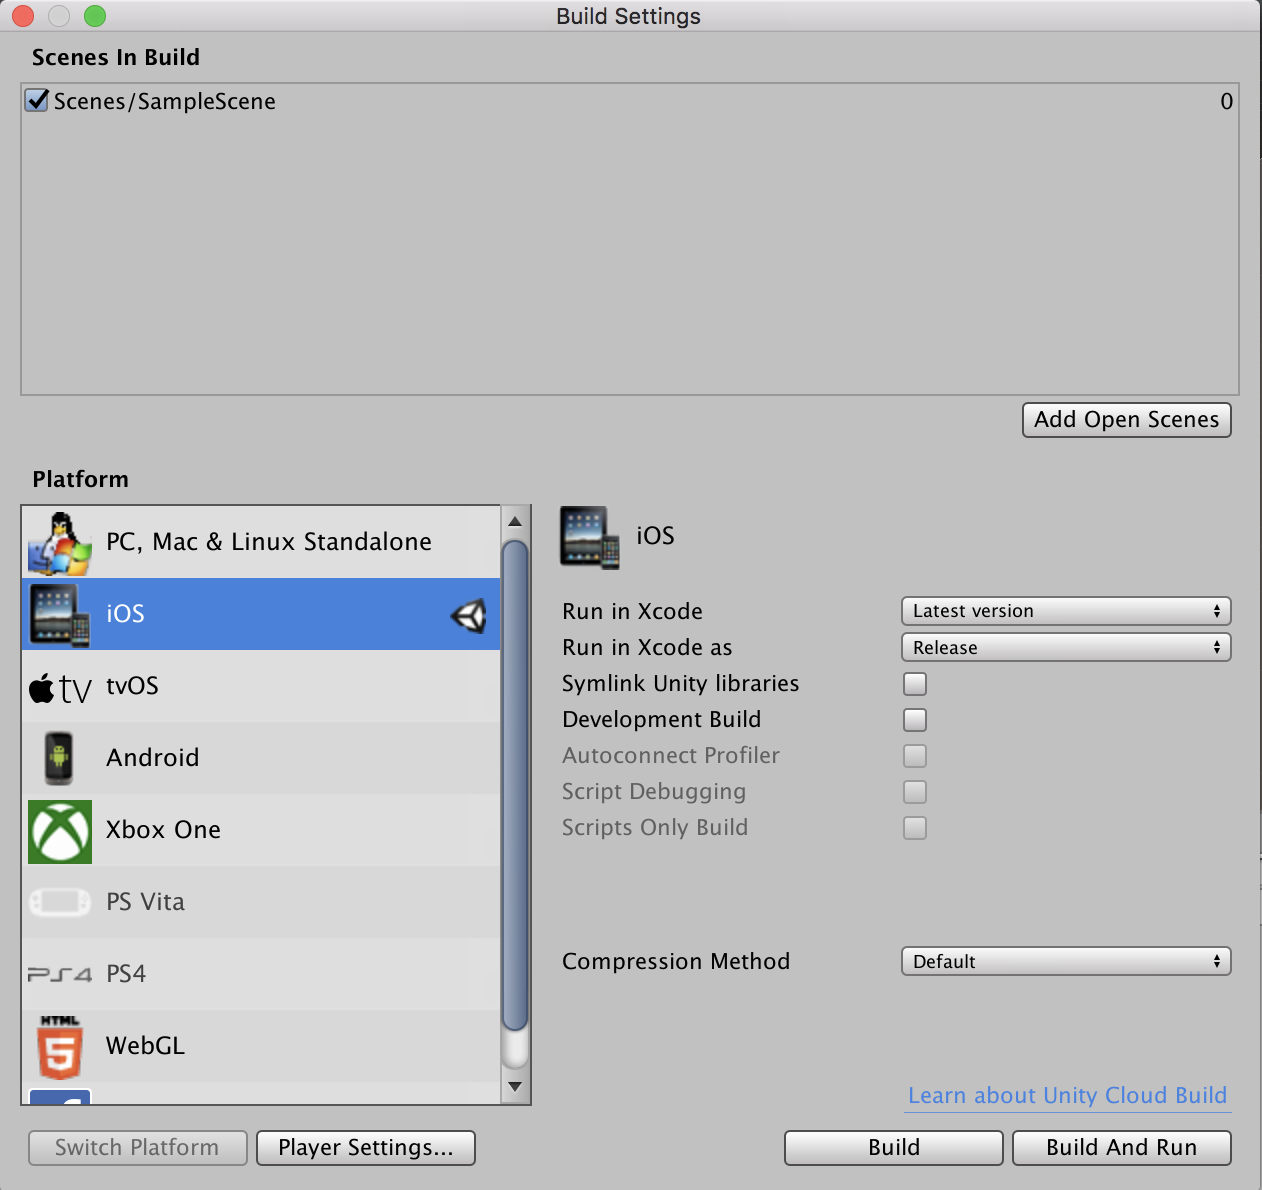 Build Settings
Scenes In Build
Scenes/SampleScene 0
Add Open Scenes
Platform
PC, Mac & Linux Standalone
iOS
tv tvOS
Android
Xbox One
PS Vita
PS4 PS4
HTML 5 WebGL
iOS
Run in Xcode Latest version
Run in Xcode as Release
Symlink Unity libraries
Development Build
Autoconnect Profiler
Script Debugging
Scripts Only Build
Compression Method Default
Learn about Unity Cloud Build
Switch Platform Player Settings... Build Build And Run